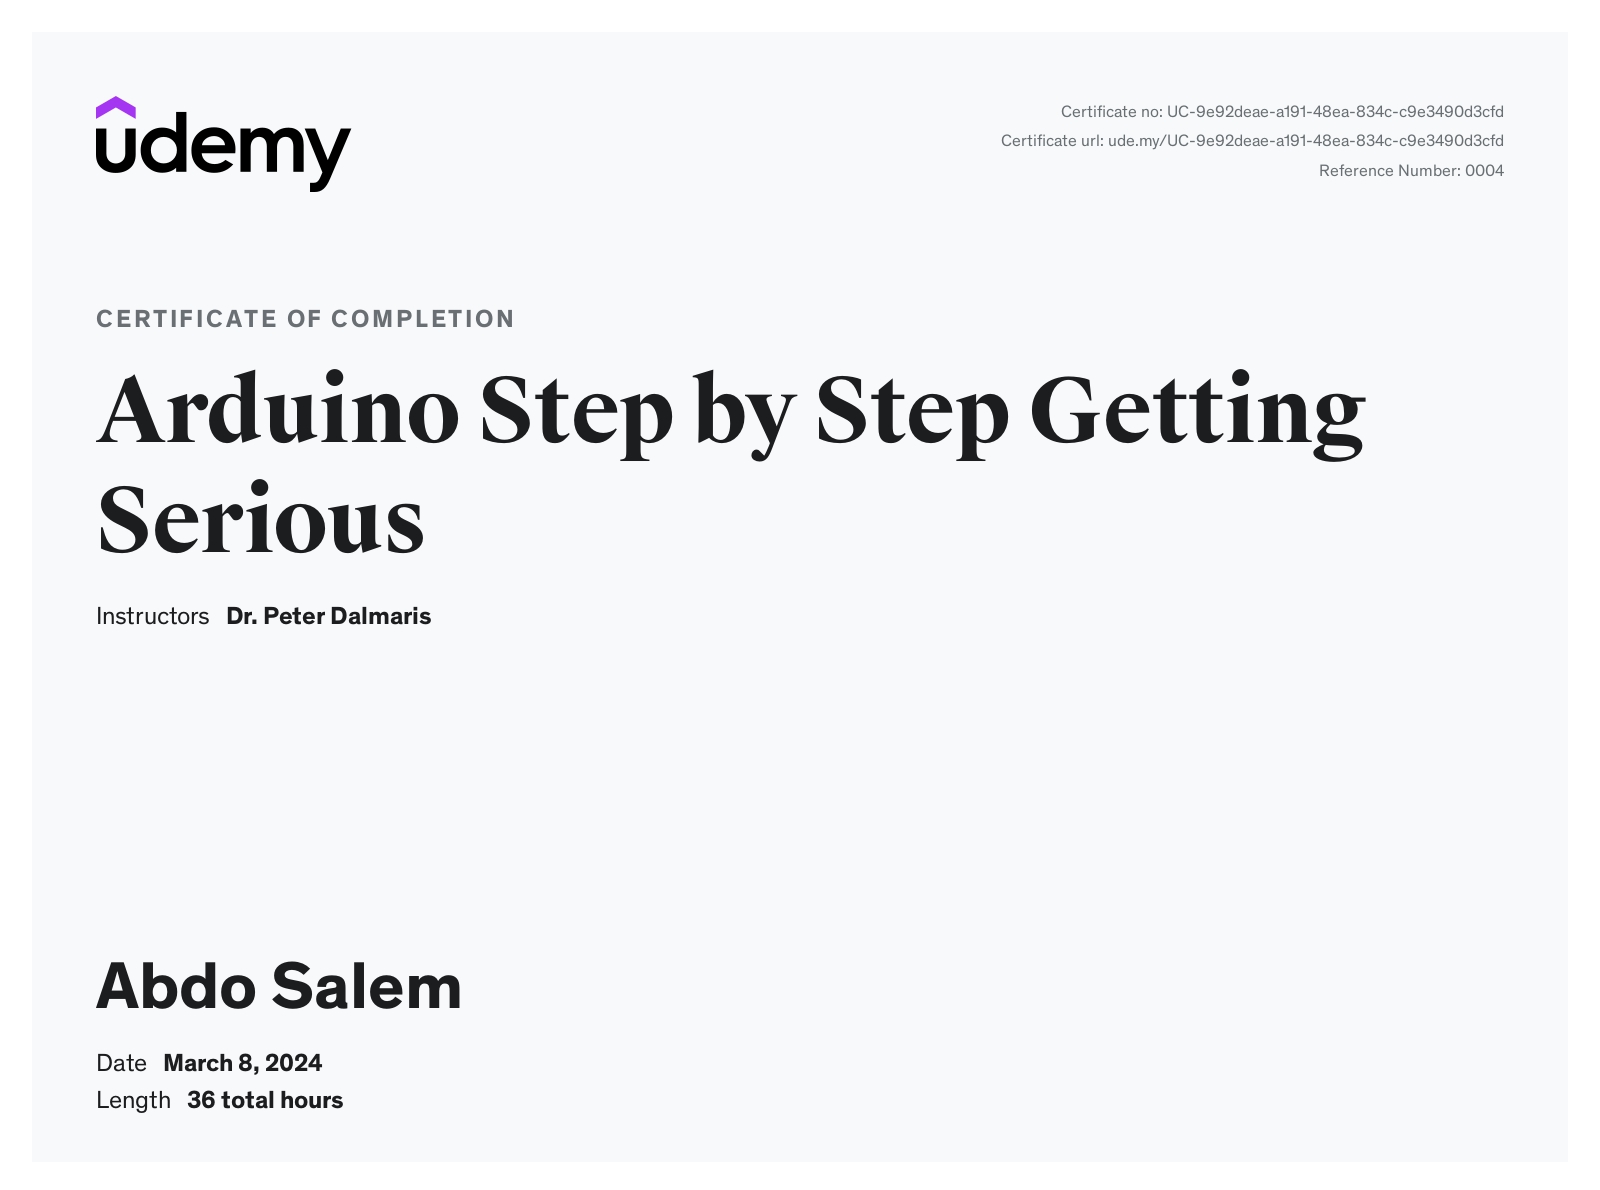 udemy
Certificate no: UC-9e92deae-a191-48ea-834c-c9e3490d3cfd
Certificate url: ude.my/UC-9e92deae-a191-48ea-834c-c9e3490d3cfd
Reference Number: 0004
CERTIFICATE OF COMPLETION
Arduino Step by Step Getting
Serious
Instructors Dr. Peter Dalmaris
Abdo Salem
Date March 8, 2024
Length 36 total hours